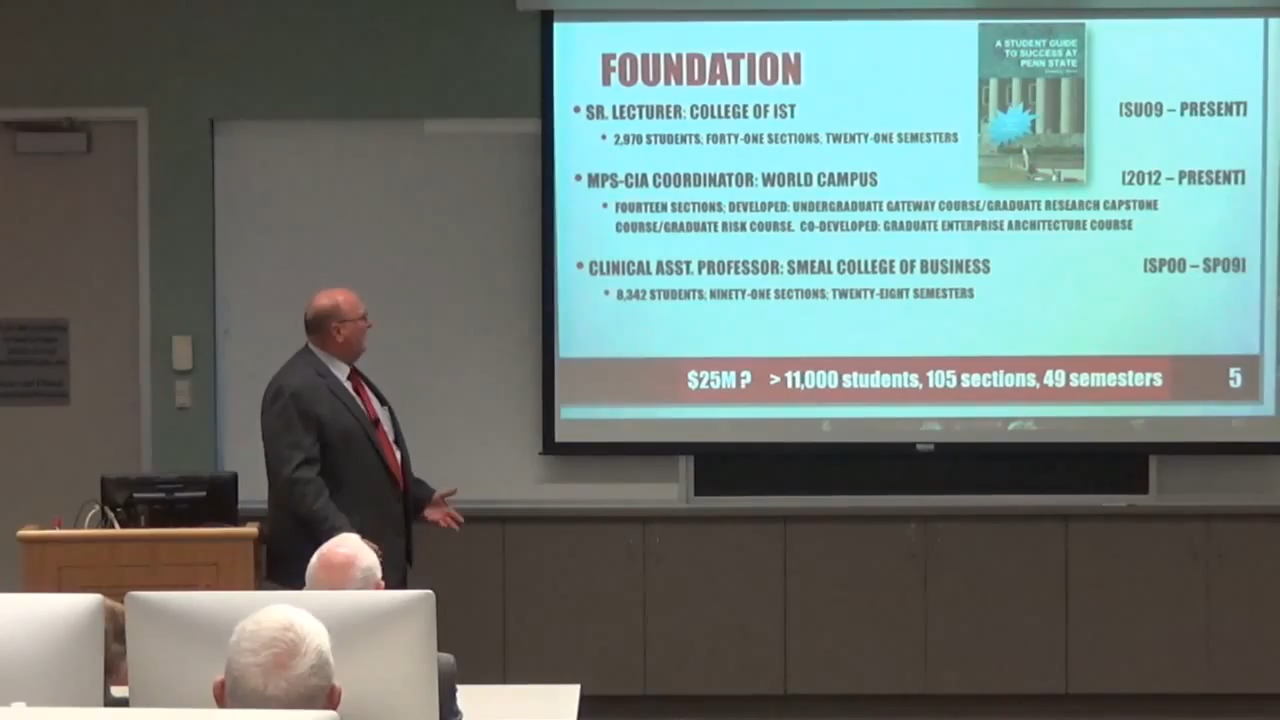 FOUNDATION
A STUDENT GUIDE
TO SUCCESS AT
PENN STATE
• SR. LECTURER: COLLEGE OF IST [SU09 – PRESENT]
• 2,970 STUDENTS; FORTY-ONE SECTIONS; TWENTY-ONE SEMESTERS
• MPS-CIA COORDINATOR: WORLD CAMPUS [2012 – PRESENT]
• FOURTEEN SECTIONS; DEVELOPED: UNDERGRADUATE GATEWAY COURSE/GRADUATE RESEARCH CAPSTONE
COURSE/GRADUATE RISK COURSE. CO-DEVELOPED: GRADUATE ENTERPRISE ARCHITECTURE COURSE
• CLINICAL ASST. PROFESSOR: SMEAL COLLEGE OF BUSINESS [SP00 – SP09]
• 8,342 STUDENTS; NINETY-ONE SECTIONS; TWENTY-EIGHT SEMESTERS
$25M ? > 11,000 students, 105 sections, 49 semesters 5